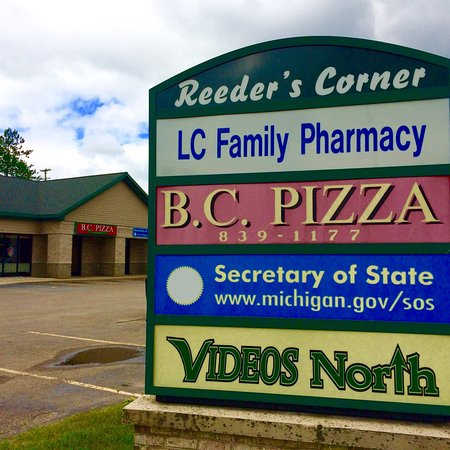 Reeder's Corner
LC Family Pharmacy
B.C. PIZZA
839-1177
Secretary of State
www.michigan.gov/sos
VIDEOS NORTH
B.C. PIZZA